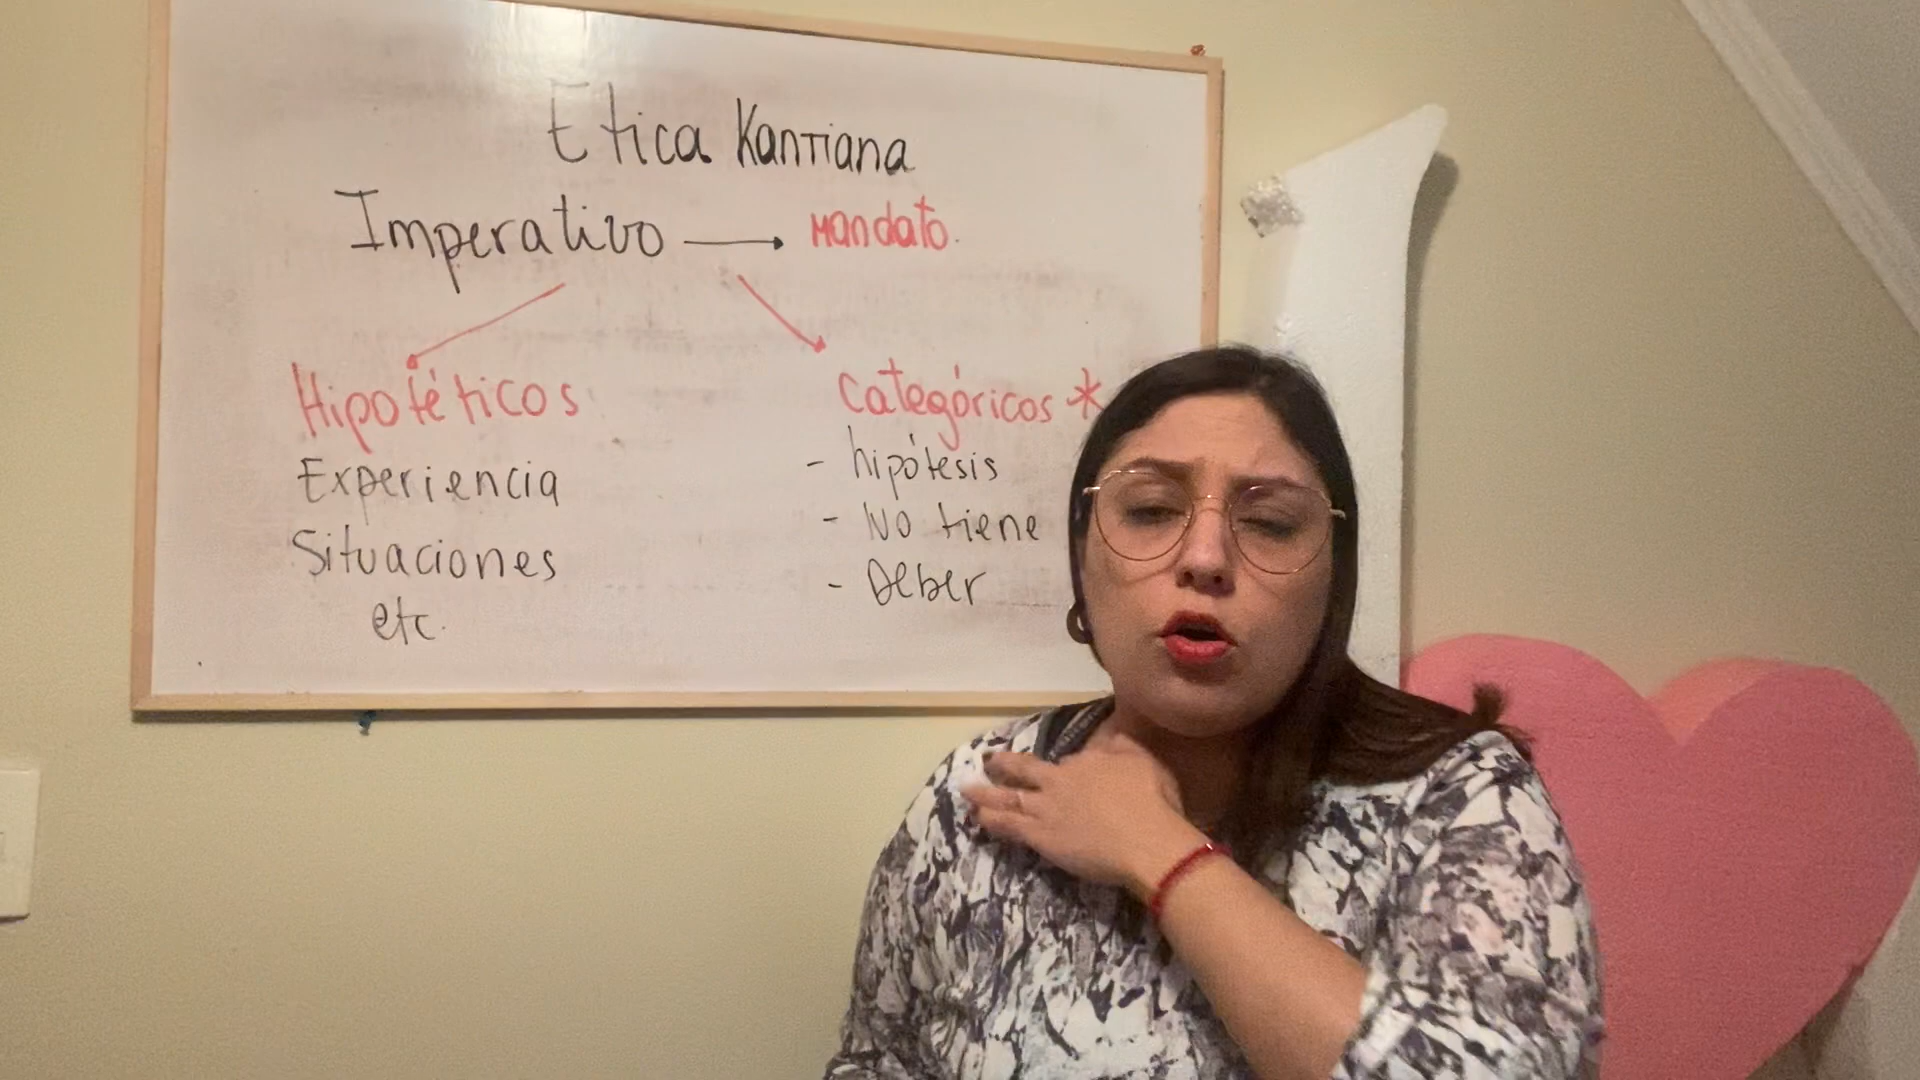 Etica Kantiana
Imperativo → Mandato.
Hipotéticos
Experiencia
Situaciones
etc.
Categóricos *
- hipótesis
- No tiene
- Deber